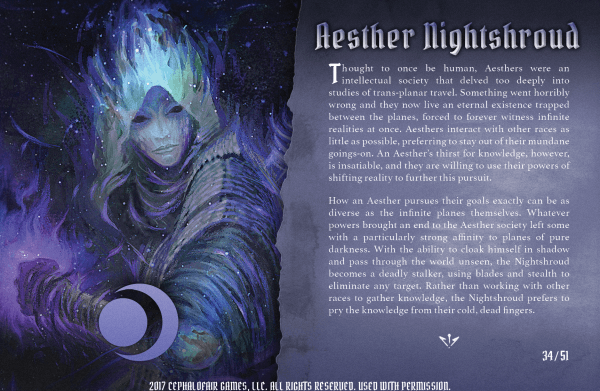 Aesther Nightshroud
Thought to once be human, Aesthers were an
intellectual society that delved too deeply into
studies of trans-planar travel. Something went horribly
wrong and they now live an eternal existence trapped
between the planes, forced to forever witness infinite
realities at once. Aesthers interact with other races as
little as possible, preferring to stay out of their mundane
goings-on. An Aesther's thirst for knowledge, however,
is insatiable, and they are willing to use their powers of
shifting reality to further this pursuit.
How an Aesther pursues their goals exactly can be as
diverse as the infinite planes themselves. Whatever
powers brought an end to the Aesther society left some
with a particularly strong affinity to planes of pure
darkness. With the ability to cloak himself in shadow
and pass through the world unseen, the Nightshroud
becomes a deadly stalker, using blades and stealth to
eliminate any target. Rather than working with other
races to gather knowledge, the Nightshroud prefers to
pry the knowledge from their cold, dead fingers.
34/51
2017 CEPHALOFAIR GAMES, LLC. ALL RIGHTS RESERVED. USED WITH PERMISSION.